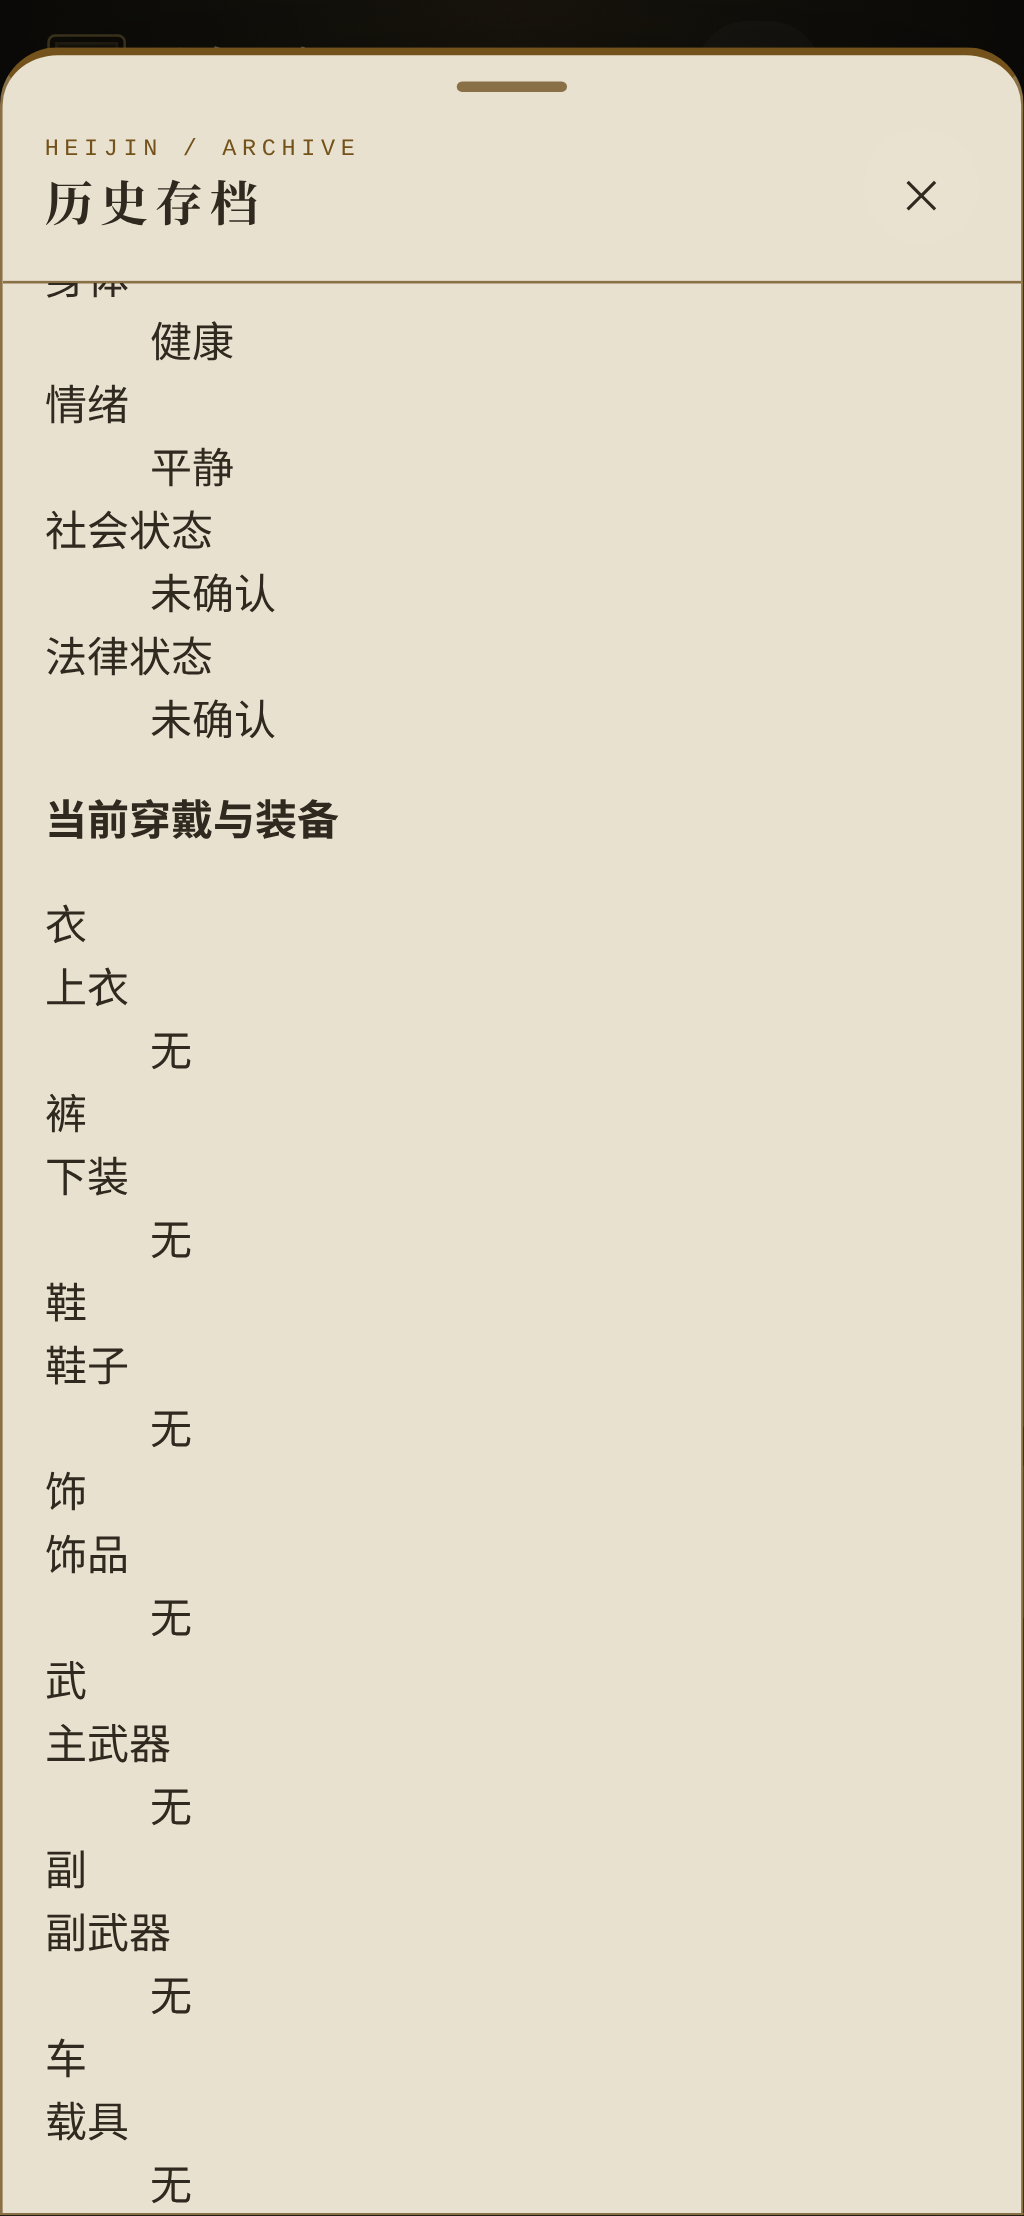 HEIJIN / ARCHIVE
历史存档
身体
健康
情绪
平静
社会状态
未确认
法律状态
未确认
当前穿戴与装备
衣
上衣
无
裤
下装
无
鞋
鞋子
无
饰
饰品
无
武
主武器
无
副
副武器
无
车
载具
无